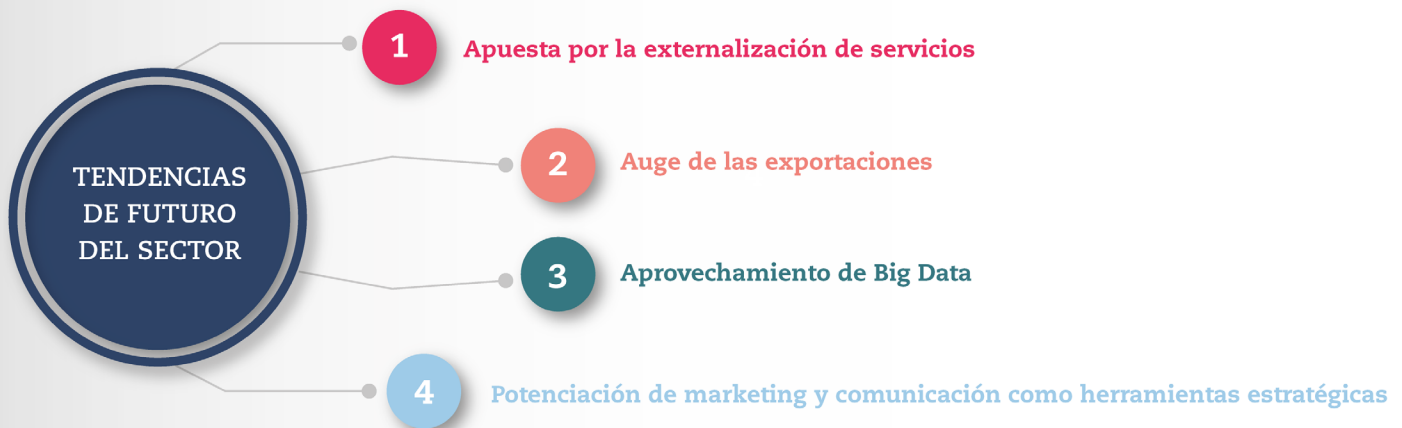 TENDENCIAS
DE FUTURO
DEL SECTOR
1 Apuesta por la externalización de servicios
2 Auge de las exportaciones
3 Aprovechamiento de Big Data
4 Potenciación de marketing y comunicación como herramientas estratégicas